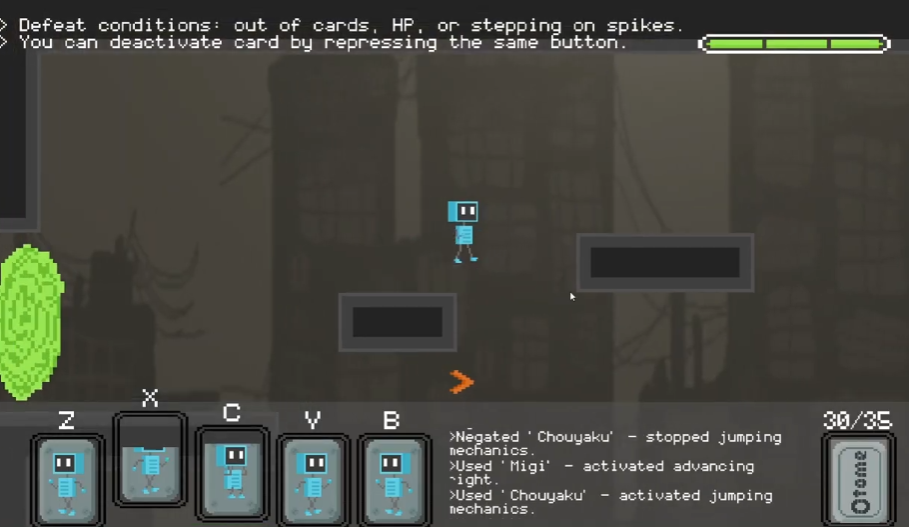 > Defeat conditions: out of cards, HP, or stepping on spikes.
> You can deactivate card by repressing the same button.
Z X C V B
30/35
>Negated 'Chouyaku' - stopped jumping
mechanics.
>Used 'Migi' - activated advancing
right.
>Used 'Chouyaku' - activated jumping
mechanics.
Otome